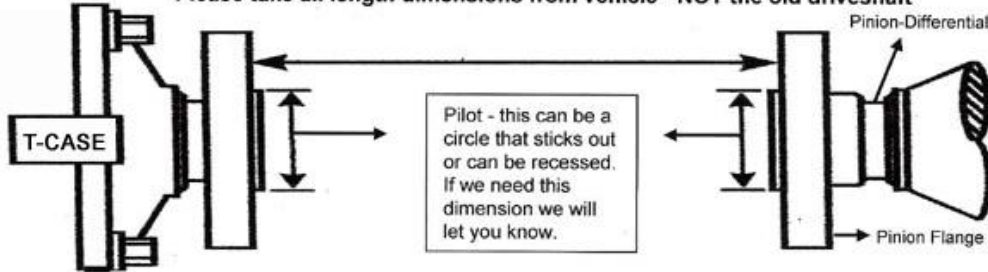 Please take all length dimensions from vehicle - NOT the old driveshaft
Pinion-Differential
T-CASE
Pilot - this can be a
circle that sticks out
or can be recessed.
If we need this
dimension we will
let you know.
Pinion Flange